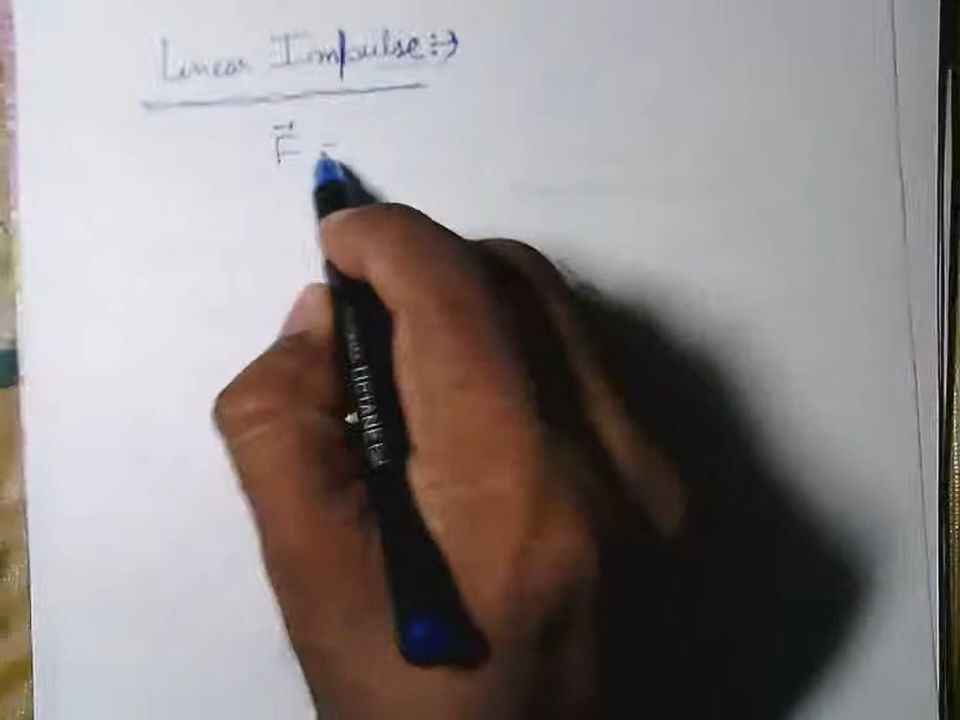 Linear Impulse :→
F⃗ =